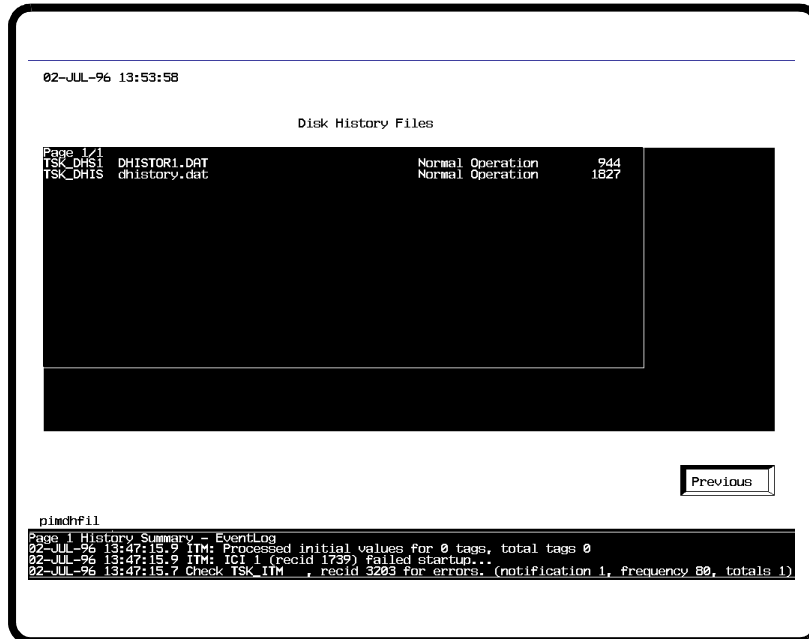 02-JUL-96 13:53:58
Disk History Files
Page 1/1
TSK_DHS1 DHISTOR1.DAT Normal Operation 944
TSK_DHIS dhistory.dat Normal Operation 1827
Previous
pimdhfil
Page 1 History Summary - EventLog
02-JUL-96 13:47:15.9 ITM: Processed initial values for 0 tags, total tags 0
02-JUL-96 13:47:15.9 ITM: ICI 1 (recid 1739) failed startup...
02-JUL-96 13:47:15.7 Check TSK_ITM , recid 3203 for errors. (notification 1, frequency 80, totals 1)